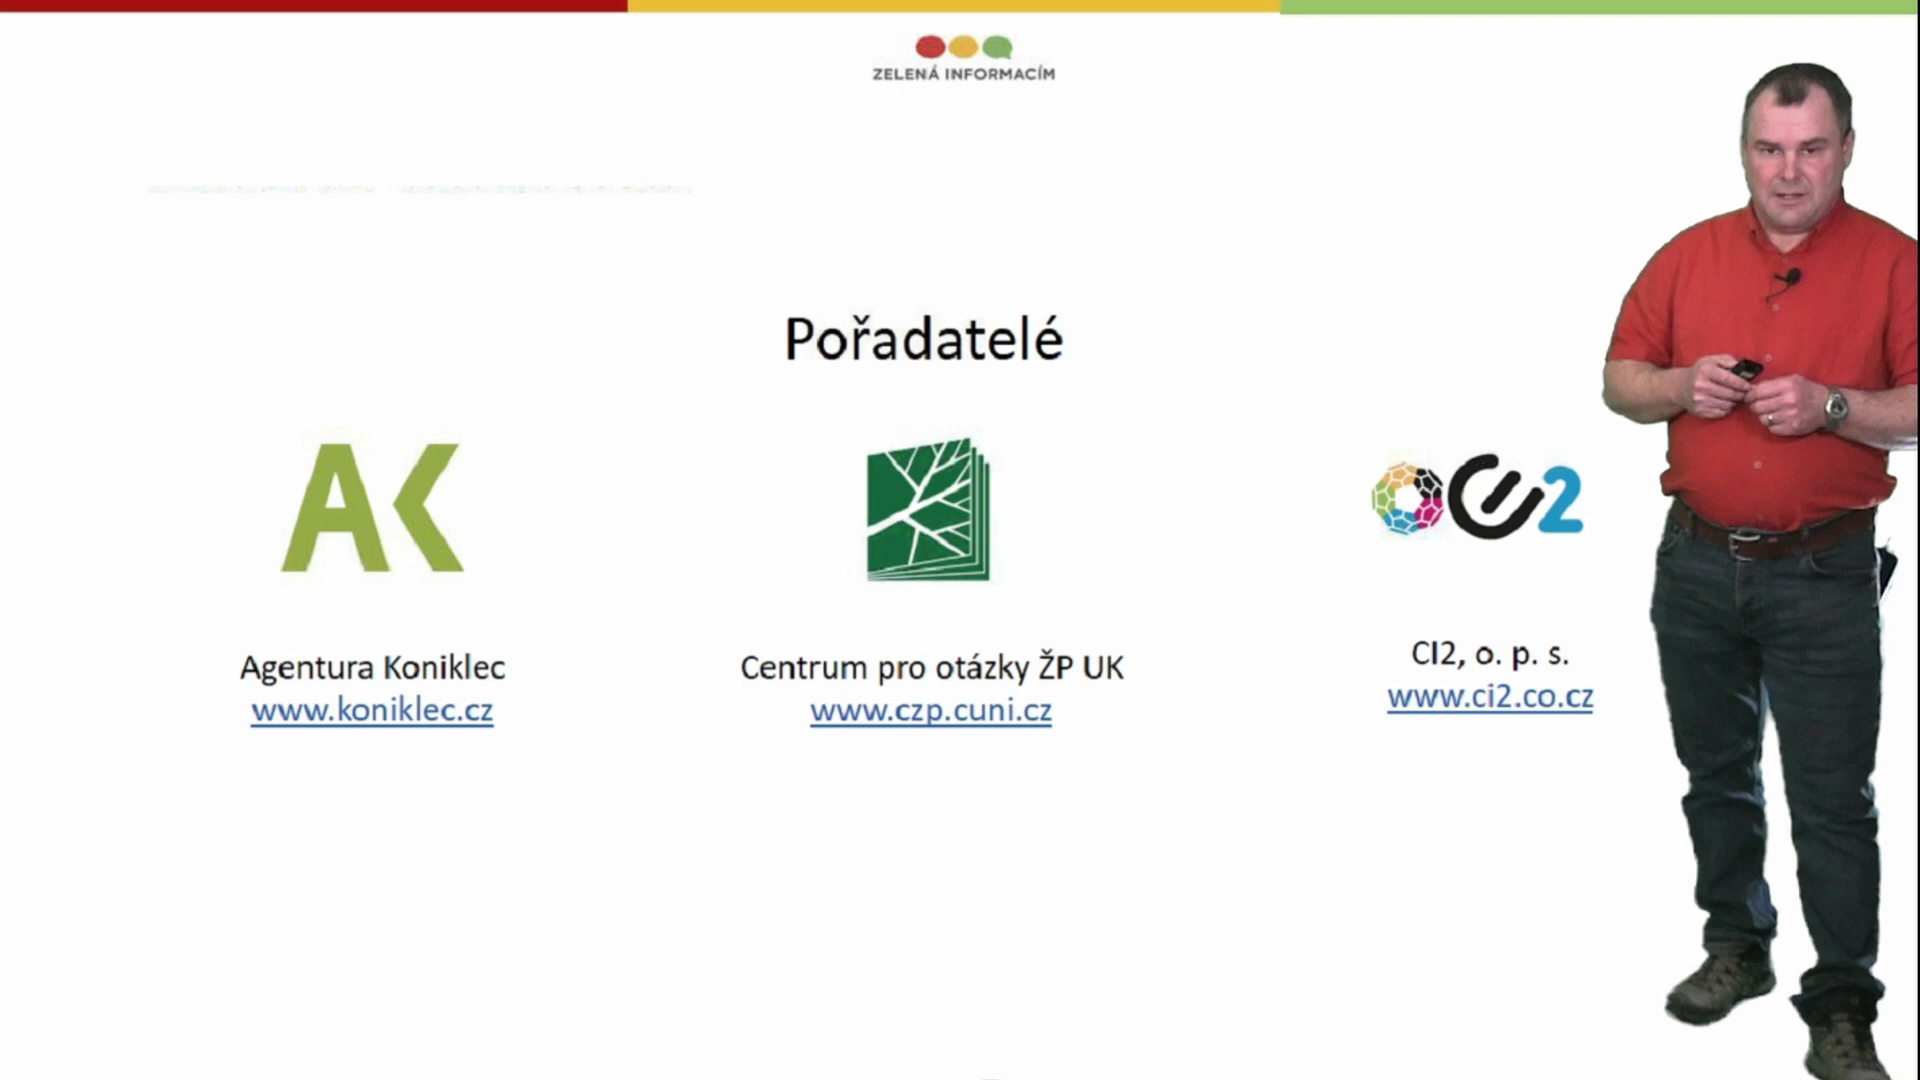 ZELENÁ INFORMACÍM
Pořadatelé
AK
CI2
Agentura Koniklec
www.koniklec.cz
Centrum pro otázky ŽP UK
www.czp.cuni.cz
CI2, o. p. s.
www.ci2.co.cz